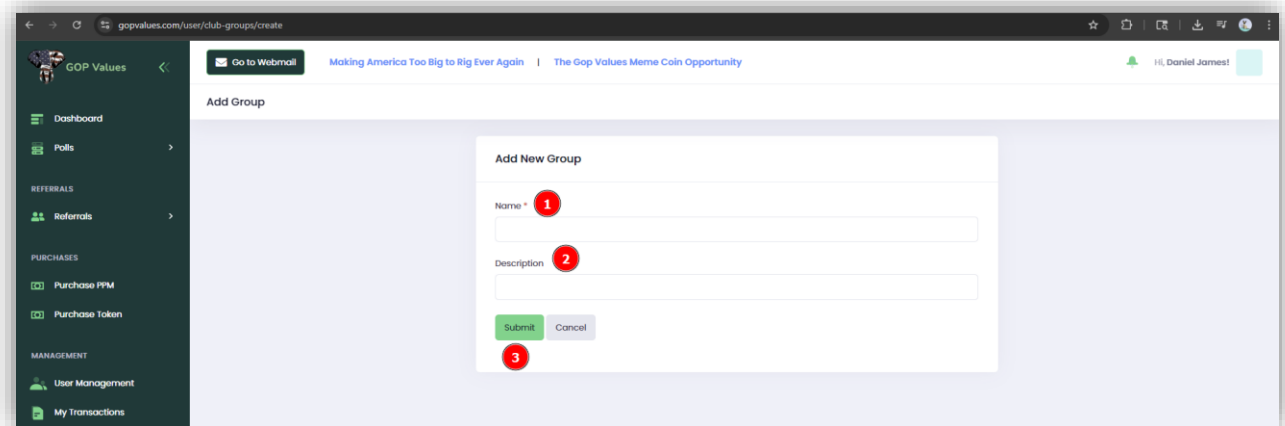 gopvalues.com/user/club-groups/create
GOP Values
Go to Webmail
Making America Too Big to Rig Ever Again | The Gop Values Meme Coin Opportunity
Hi, Daniel James!
Add Group
Dashboard
Polls
REFERRALS
Referrals
PURCHASES
Purchase PPM
Purchase Token
MANAGEMENT
User Management
My Transactions
Add New Group
Name * 1
Description 2
Submit Cancel
3